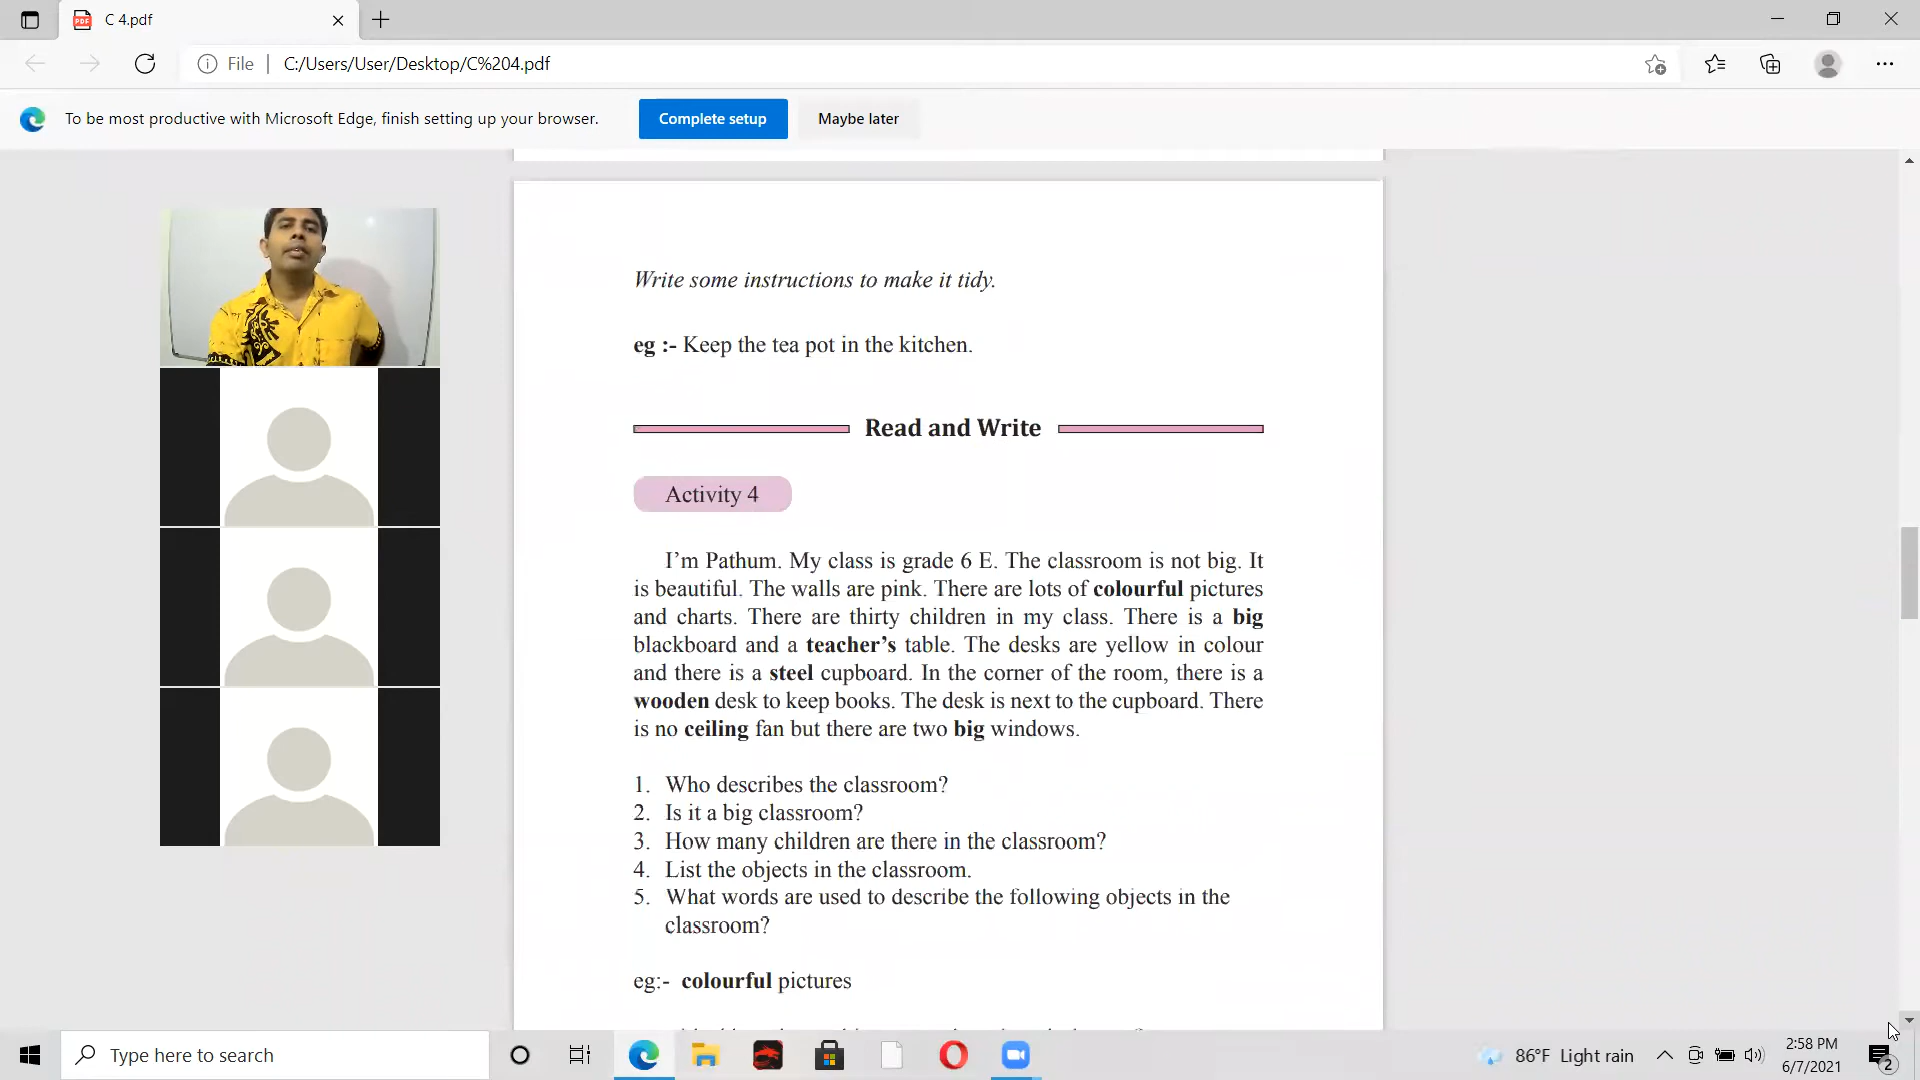 C 4.pdf
File
C:/Users/User/Desktop/C%204.pdf
To be most productive with Microsoft Edge, finish setting up your browser.
Complete setup
Maybe later
Write some instructions to make it tidy.
eg :- Keep the tea pot in the kitchen.
Read and Write
Activity 4
I’m Pathum. My class is grade 6 E. The classroom is not big. It
is beautiful. The walls are pink. There are lots of colourful pictures
and charts. There are thirty children in my class. There is a big
blackboard and a teacher’s table. The desks are yellow in colour
and there is a steel cupboard. In the corner of the room, there is a
wooden desk to keep books. The desk is next to the cupboard. There
is no ceiling fan but there are two big windows.
1. Who describes the classroom?
2. Is it a big classroom?
3. How many children are there in the classroom?
4. List the objects in the classroom.
5. What words are used to describe the following objects in the
classroom?
eg:- colourful pictures
Type here to search
86°F Light rain
2:58 PM
6/7/2021
2